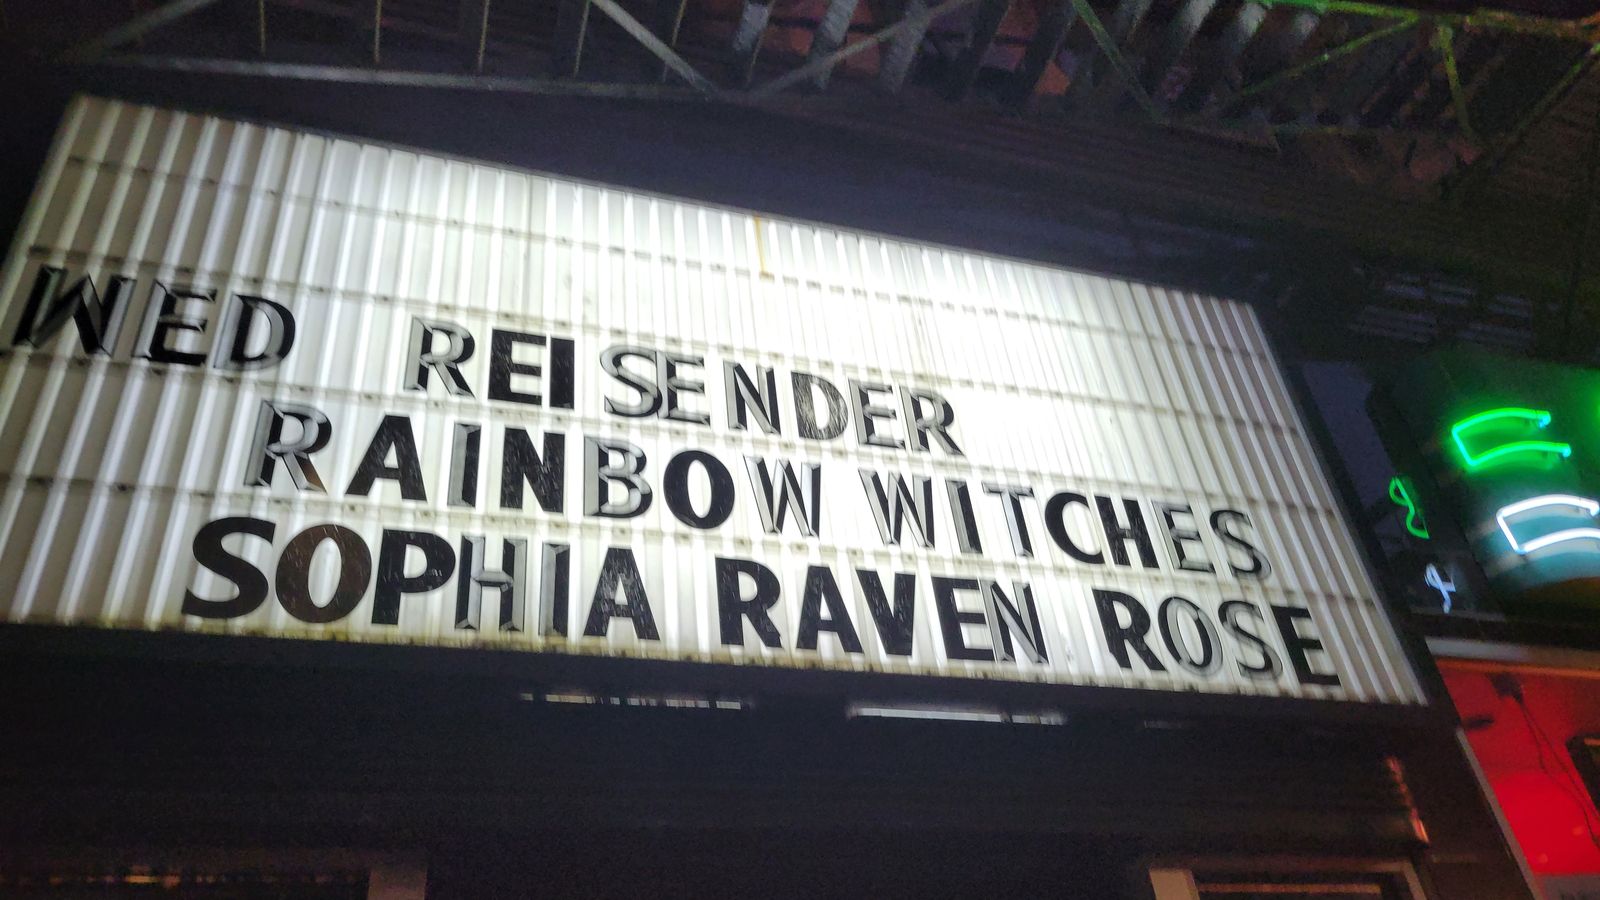 WED REISENDER
RAINBOW WITCHES
SOPHIA RAVEN ROSE